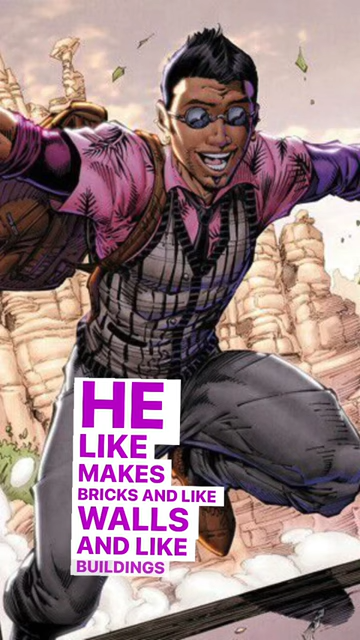 HE
LIKE
MAKES
BRICKS AND LIKE
WALLS
AND LIKE
BUILDINGS